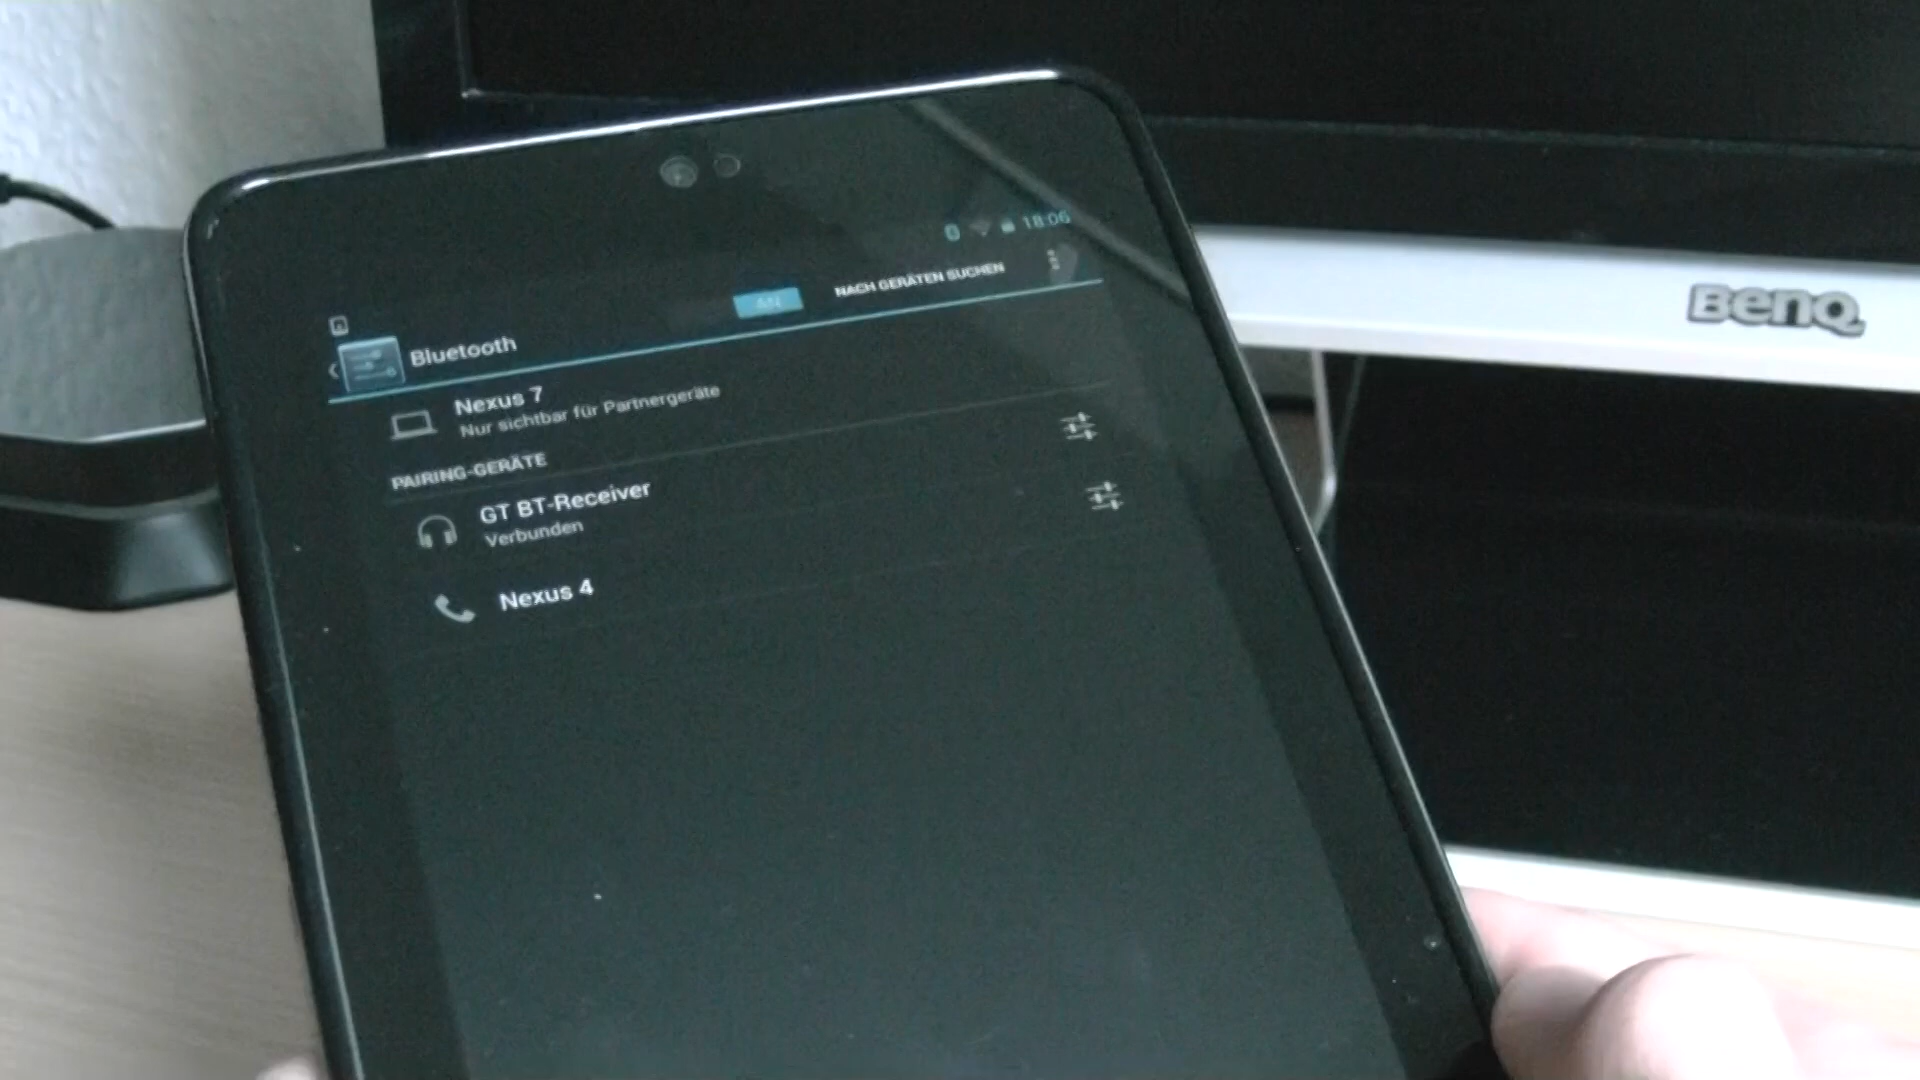 18:06
AN
NACH GERÄTEN SUCHEN
Bluetooth
Nexus 7
Nur sichtbar für Partnergeräte
PAIRING-GERÄTE
GT BT-Receiver
Verbunden
Nexus 4
BenQ